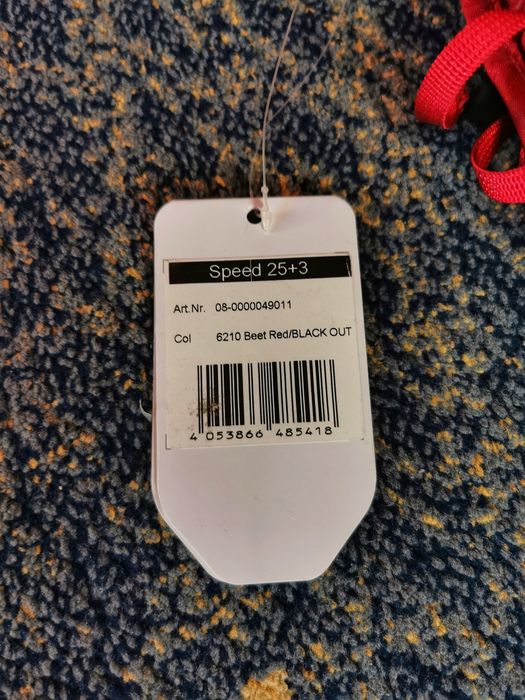 Speed 25+3
Art.Nr. 08-0000049011
Col 6210 Beet Red/BLACK OUT
4 053866 485418